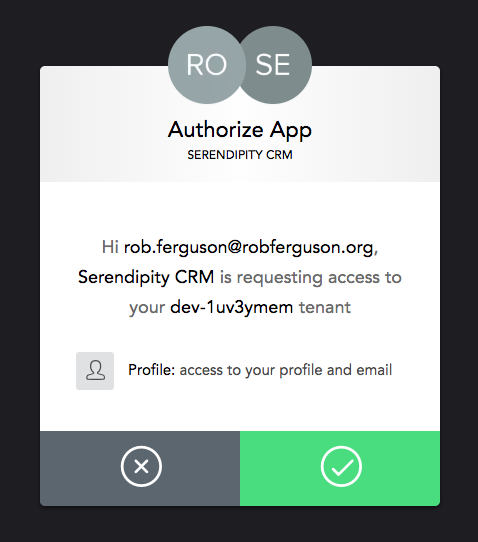 RO SE
Authorize App
SERENDIPITY CRM
Hi rob.ferguson@robferguson.org,
Serendipity CRM is requesting access to
your dev-1uv3ymem tenant
Profile: access to your profile and email